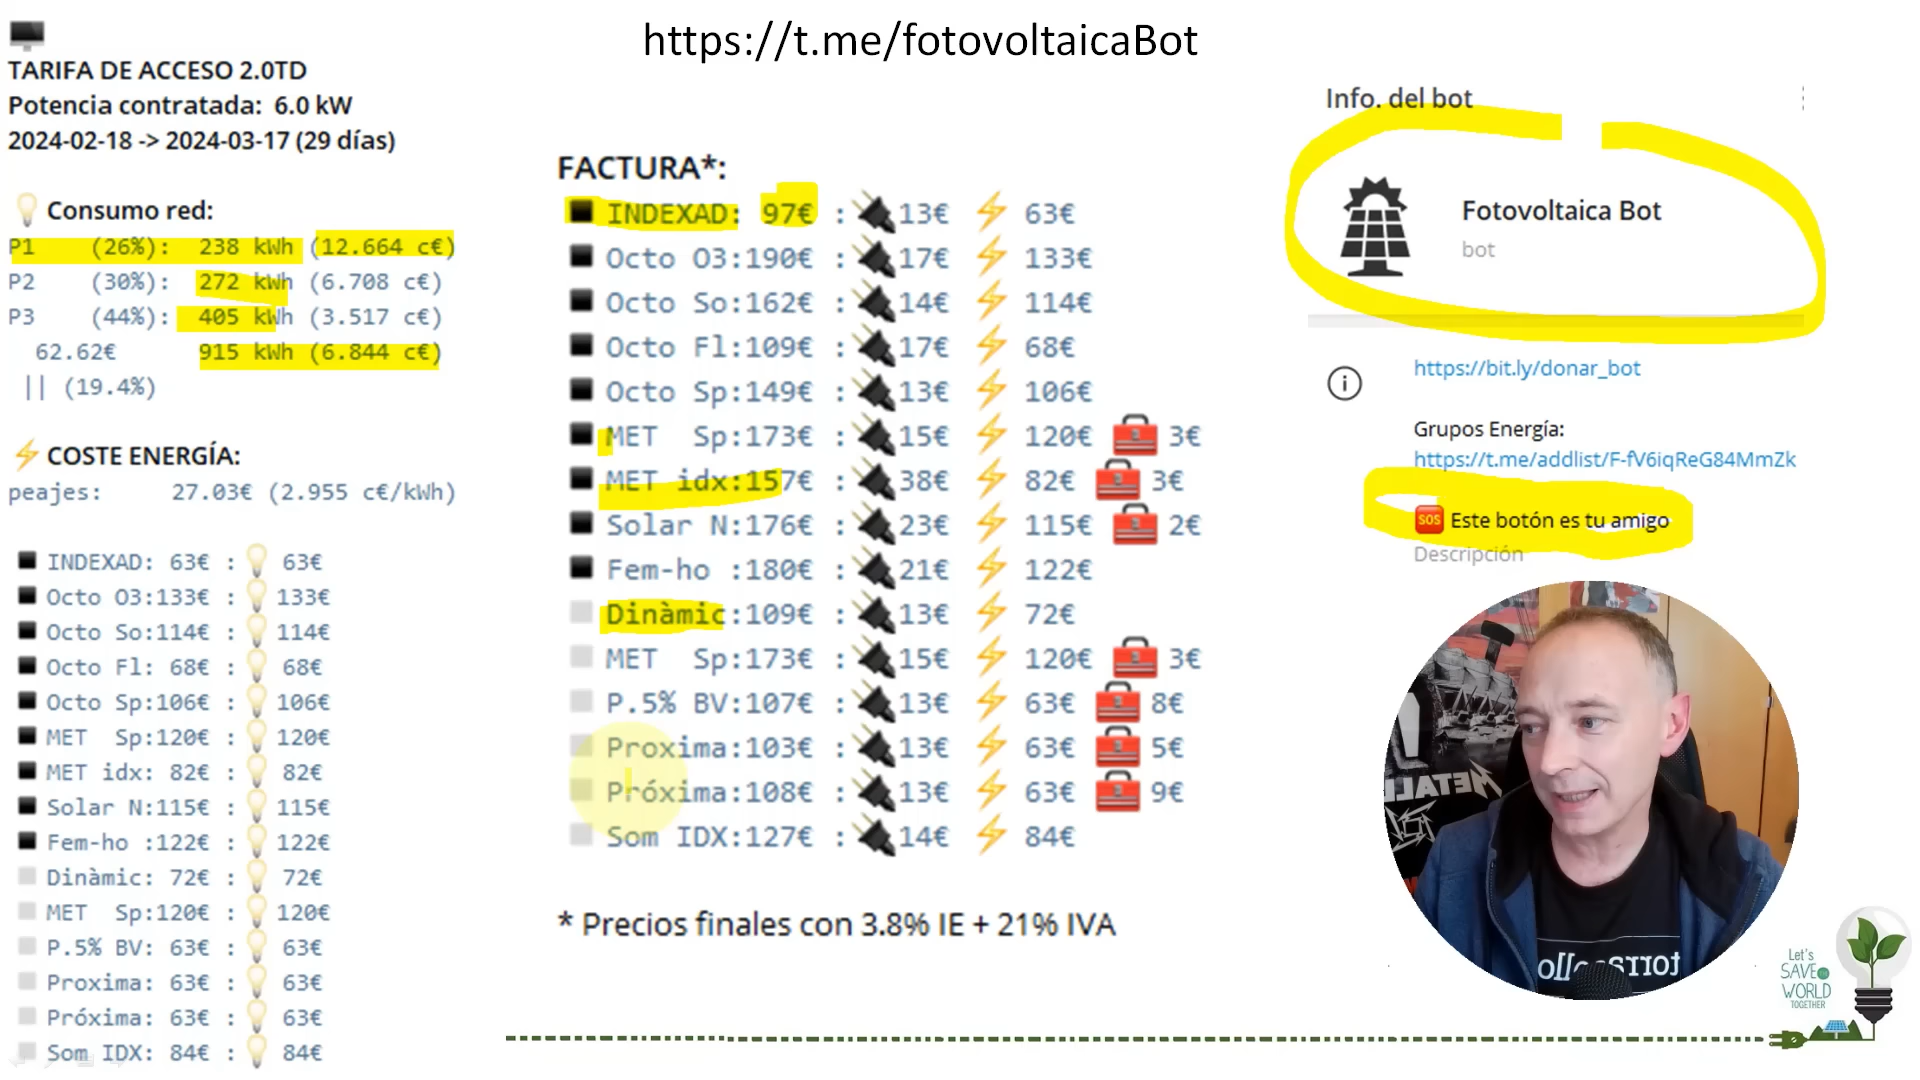 https://t.me/fotovoltaicaBot
TARIFA DE ACCESO 2.0TD
Potencia contratada: 6.0 kW
2024-02-18 -> 2024-03-17 (29 días)
Consumo red:
P1 (26%): 238 kWh (12.664 c€)
P2 (30%): 272 kWh (6.708 c€)
P3 (44%): 405 kWh (3.517 c€)
62.62€ 915 kWh (6.844 c€)
|| (19.4%)
COSTE ENERGÍA:
peajes: 27.03€ (2.955 c€/kWh)
INDEXAD: 63€ : 63€
Octo O3:133€ : 133€
Octo So:114€ : 114€
Octo Fl: 68€ : 68€
Octo Sp:106€ : 106€
MET Sp:120€ : 120€
MET idx: 82€ : 82€
Solar N:115€ : 115€
Fem-ho :122€ : 122€
Dinàmic: 72€ : 72€
MET Sp:120€ : 120€
P.5% BV: 63€ : 63€
Proxima: 63€ : 63€
Próxima: 63€ : 63€
Som IDX: 84€ : 84€
FACTURA*:
INDEXAD: 97€ : 13€ 63€
Octo O3:190€ : 17€ 133€
Octo So:162€ : 14€ 114€
Octo Fl:109€ : 17€ 68€
Octo Sp:149€ : 13€ 106€
MET Sp:173€ : 15€ 120€ 3€
MET idx:157€ : 38€ 82€ 3€
Solar N:176€ : 23€ 115€ 2€
Fem-ho :180€ : 21€ 122€
Dinàmic:109€ : 13€ 72€
MET Sp:173€ : 15€ 120€ 3€
P.5% BV:107€ : 13€ 63€ 8€
Proxima:103€ : 13€ 63€ 5€
Próxima:108€ : 13€ 63€ 9€
Som IDX:127€ : 14€ 84€
* Precios finales con 3.8% IE + 21% IVA
Info. del bot
Fotovoltaica Bot
bot
https://bit.ly/donar_bot
Grupos Energía:
https://t.me/addlist/F-fV6iqReG84MmZk
SOS Este botón es tu amigo
Descripción
Let's
SAVE the
WORLD
TOGETHER